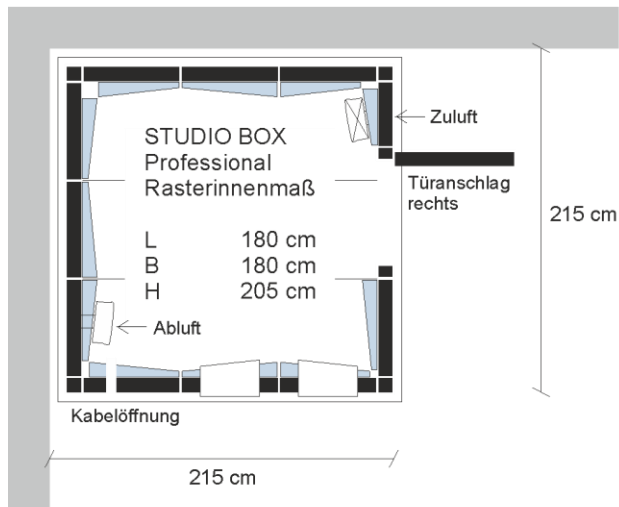 STUDIO BOX
Professional
Rasterinnenmaß
L 180 cm
B 180 cm
H 205 cm
Zuluft
Türanschlag
rechts
215 cm
Abluft
Kabelöffnung
215 cm